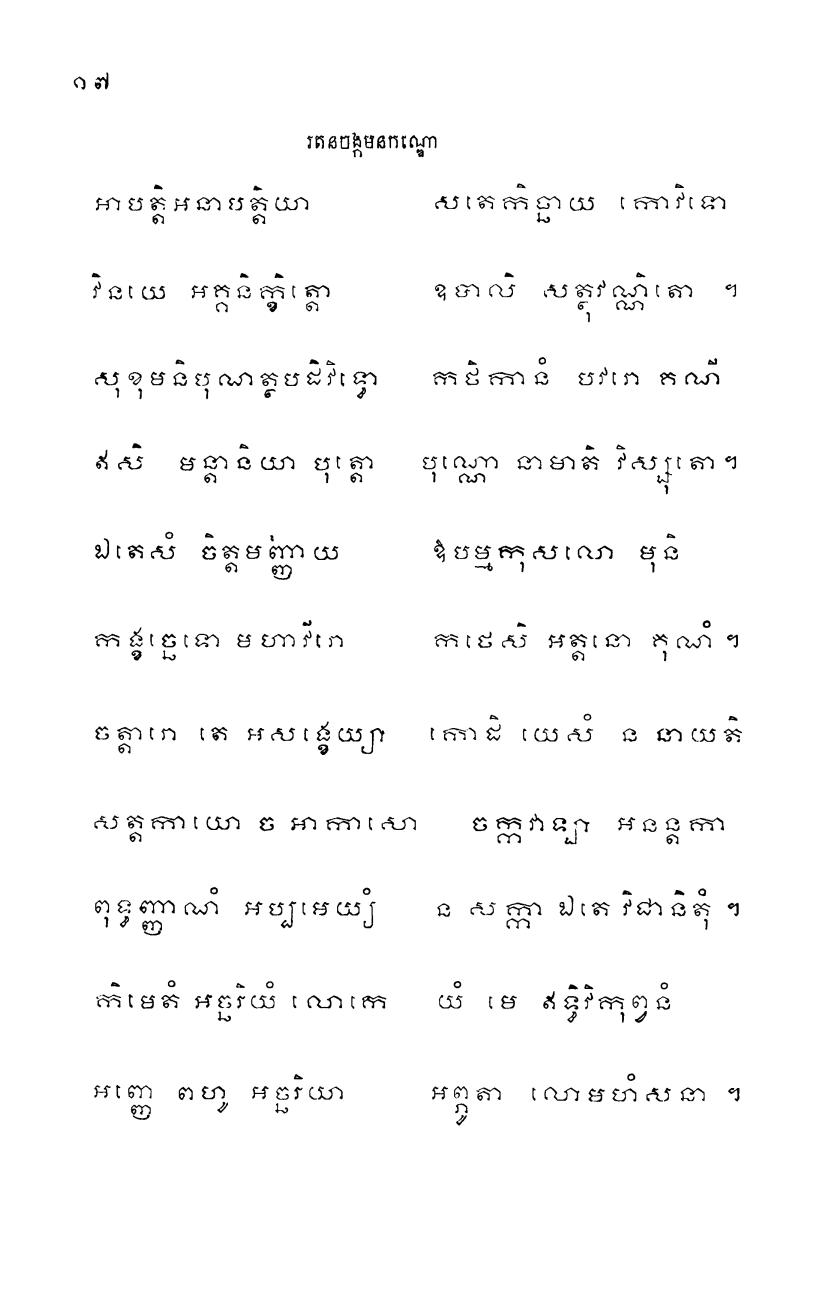 ១៧
រតនចង្កមនកណ្ឌោ
អាបត្តិអនាបត្តិយា សតេកិច្ឆាយ កោវិទោ
វិនយេ អគ្គនិក្ខិត្តោ ឧបាលិ សត្ថុវណ្ណិតោ ។
សុខុមនិបុណត្ថបដិវិទ្ធោ កថិកានំ បវរោ គណី
ឥសិ មន្តានិយា បុត្តោ បុណ្ណោ នាមាតិ វិស្សុតោ។
ឯតេសំ ចិត្តមញ្ញាយ ឱបម្មកុសលោ មុនិ
កង្ខច្ឆេទោ មហាវីរោ កថេសិ អត្តនោ គុណំ ។
ចត្តារោ តេ អសង្ខេយ្យា កោដិ យេសំ ន នាយតិ
សត្តកាយោ ច អាកាសោ ចក្កវាឡា អនន្តកា
ពុទ្ធញ្ញាណំ អប្បមេយ្យំ ន សក្កា ឯតេ វិជានិតុំ ។
កិមេតំ អច្ឆរិយំ លោកេ យំ មេ ឥទ្ធិវិកុព្វនំ
អញ្ញេ ពហូ អច្ឆរិយា អព្ភូតា លោមហំសនា ។